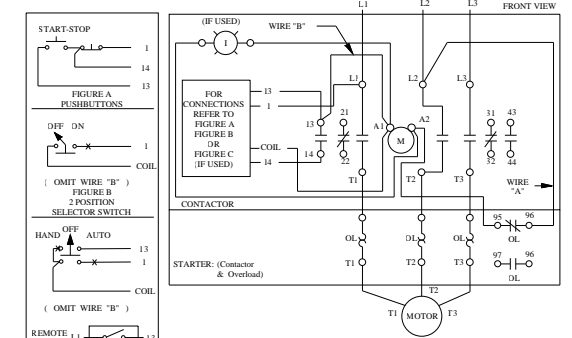 START-STOP
1
14
13
FIGURE A
PUSHBUTTONS
OFF ON
1
COIL
( OMIT WIRE "B" )
FIGURE B
2 POSITION
SELECTOR SWITCH
OFF
HAND AUTO
13
1
COIL
( OMIT WIRE "B" )
REMOTE L1 13
L1 L2 L3 FRONT VIEW
(IF USED)
WIRE "B"
I
L1 L2 L3
FOR
CONNECTIONS
REFER TO
FIGURE A
FIGURE B
OR
FIGURE C
(IF USED)
13
1
COIL
14
13 21
14 22
A1 A2
M
31 43
32 44
T1 T2 T3
WIRE
"A"
CONTACTOR
95 96
OL
OL OL OL
97 96
OL
T1 T2 T3
STARTER: (Contactor
& Overload)
T2
T1 MOTOR T3